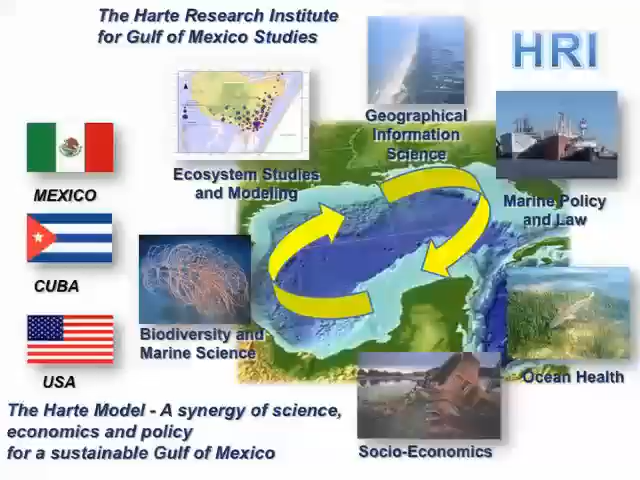 The Harte Research Institute
for Gulf of Mexico Studies
HRI
Geographical
Information
Science
Ecosystem Studies
and Modeling
Marine Policy
and Law
MEXICO
CUBA
Biodiversity and
Marine Science
USA
Ocean Health
The Harte Model - A synergy of science,
economics and policy
for a sustainable Gulf of Mexico
Socio-Economics